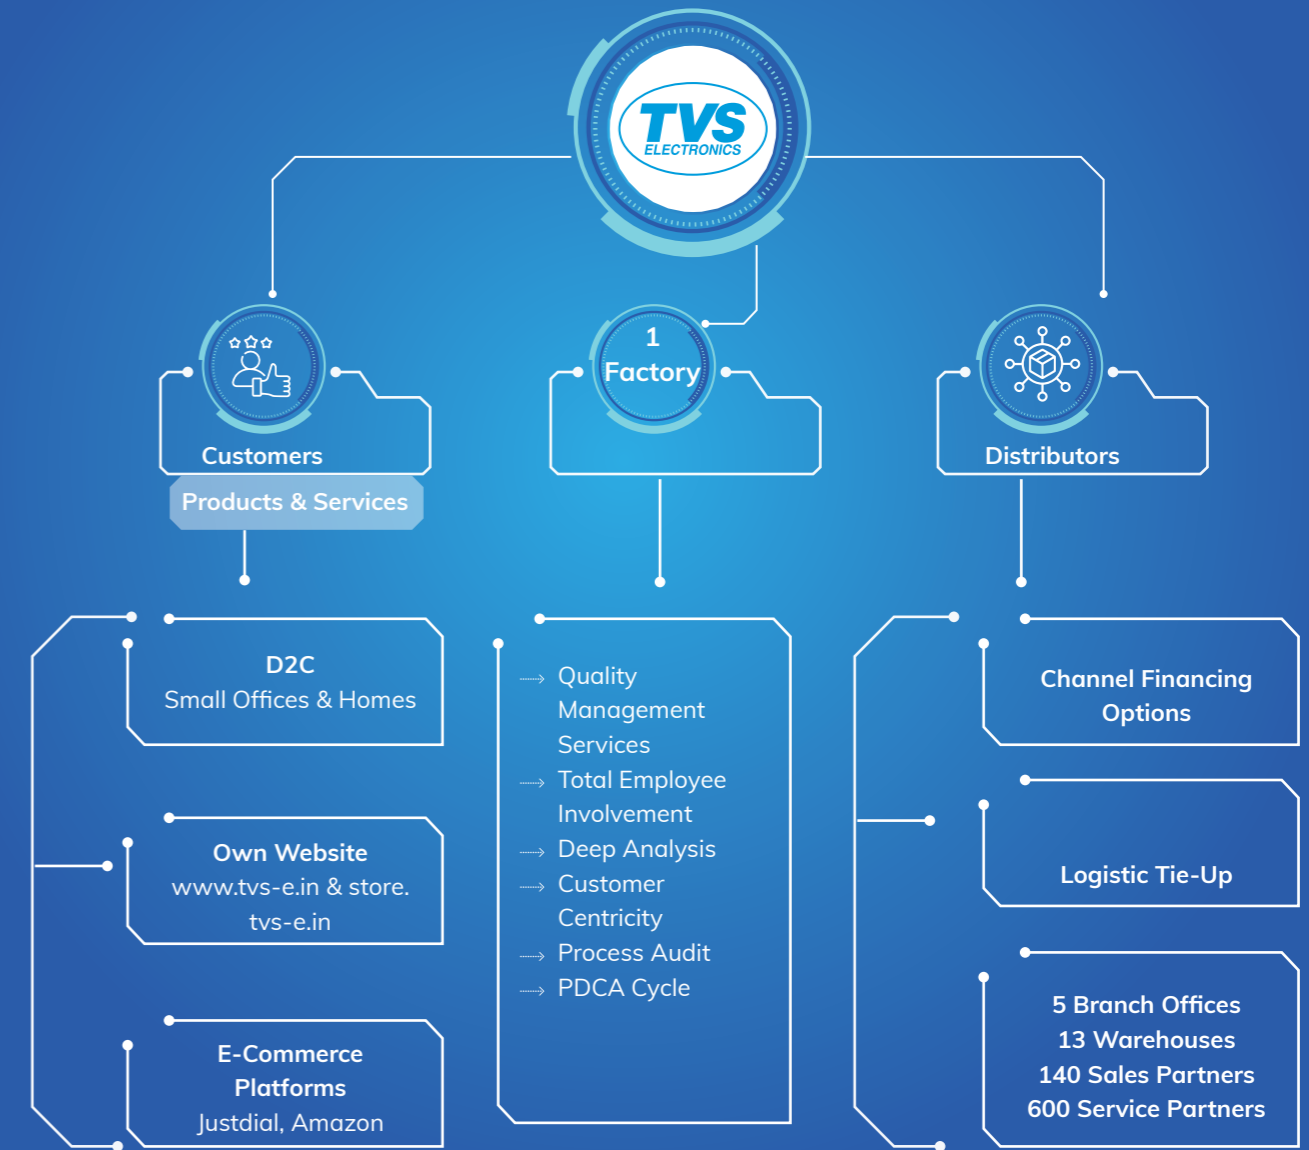 TVS
ELECTRONICS
1
Factory
Customers
Products & Services
Distributors
D2C
Small Offices & Homes
Own Website
www.tvs-e.in & store.
tvs-e.in
E-Commerce
Platforms
Justdial, Amazon
Quality
Management
Services
Total Employee
Involvement
Deep Analysis
Customer
Centricity
Process Audit
PDCA Cycle
Channel Financing
Options
Logistic Tie-Up
5 Branch Offices
13 Warehouses
140 Sales Partners
600 Service Partners